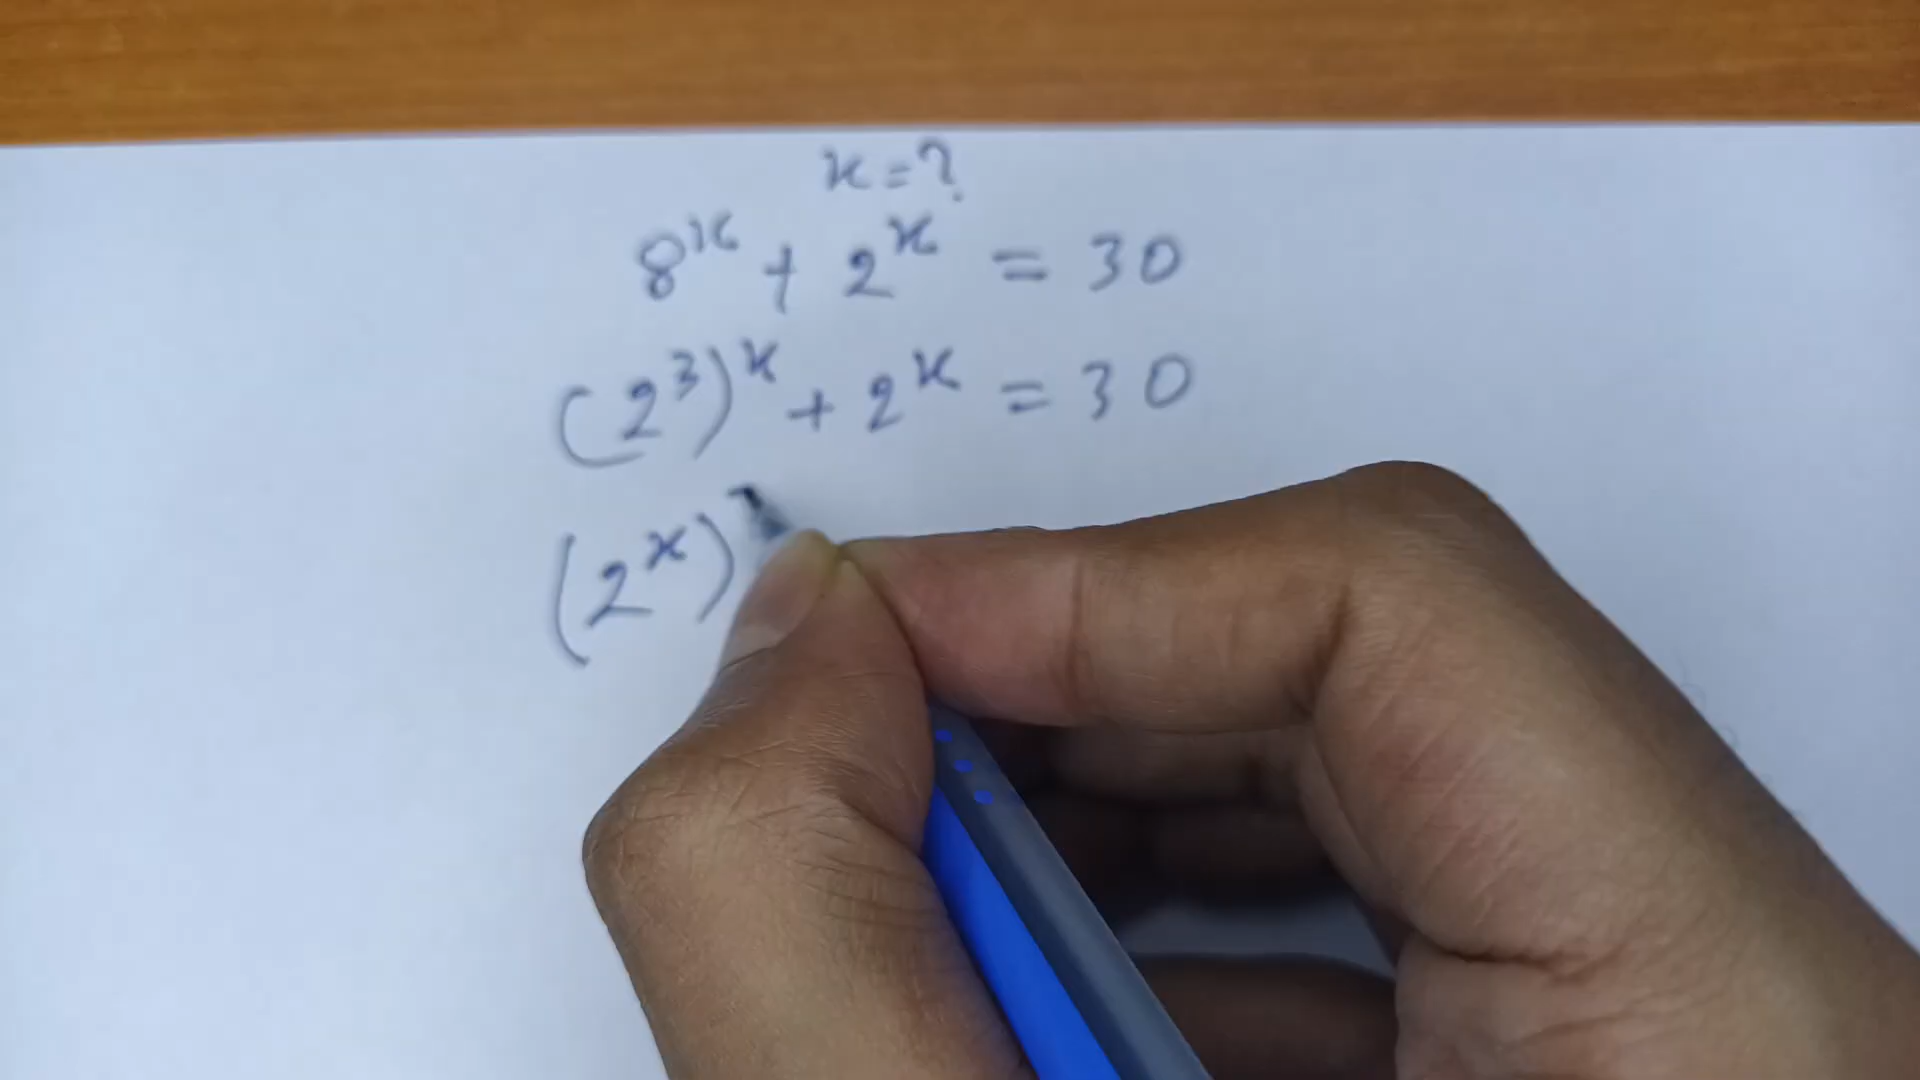 x = ?
8^x + 2^x = 30
(2^3)^x + 2^x = 30
(2^x)